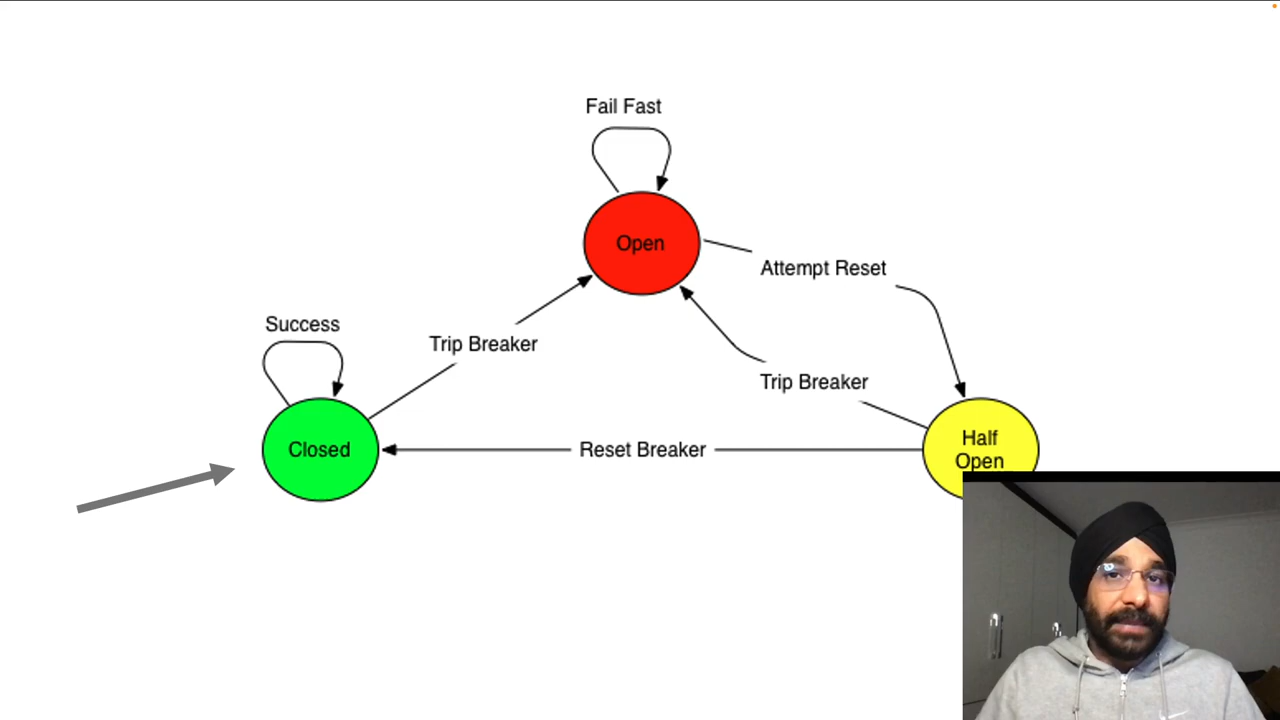 Fail Fast
Open
Attempt Reset
Success
Trip Breaker
Trip Breaker
Closed
Reset Breaker
Half
Open